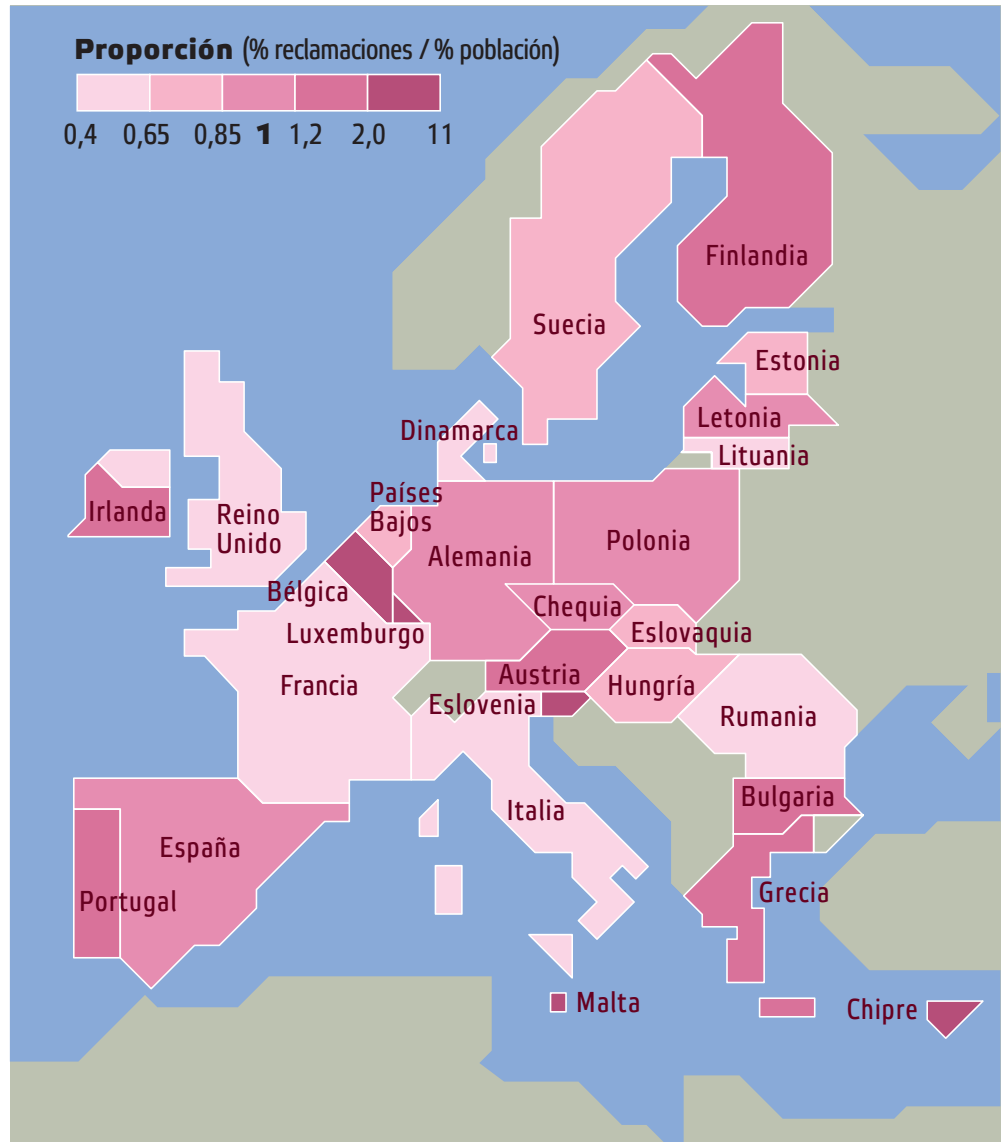 Proporción (% reclamaciones / % población)
0,4 0,65 0,85 1 1,2 2,0 11
Finlandia
Suecia
Estonia
Letonia
Dinamarca
Lituania
Países
Bajos
Irlanda
Reino
Unido
Alemania
Polonia
Bélgica
Chequia
Luxemburgo
Eslovaquia
Austria
Francia
Hungría
Eslovenia
Rumania
Bulgaria
Italia
España
Portugal
Grecia
Malta
Chipre